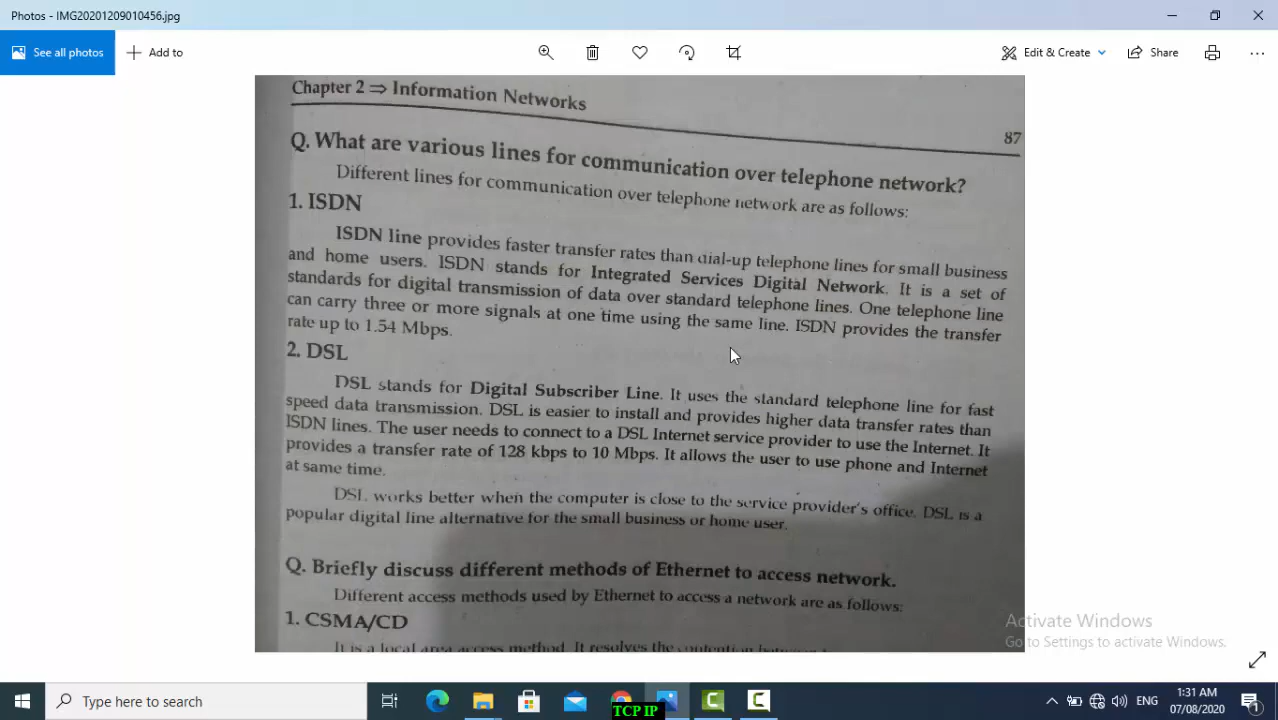 Photos - IMG20201209010456.jpg
See all photos
Add to
Edit & Create
Share
Chapter 2 ⇒ Information Networks
87
Q. What are various lines for communication over telephone network?
Different lines for communication over telephone network are as follows:
1. ISDN
ISDN line provides faster transfer rates than dial-up telephone lines for small business
and home users. ISDN stands for Integrated Services Digital Network. It is a set of
standards for digital transmission of data over standard telephone lines. One telephone line
can carry three or more signals at one time using the same line. ISDN provides the transfer
rate up to 1.54 Mbps.
2. DSL
DSL stands for Digital Subscriber Line. It uses the standard telephone line for fast
speed data transmission. DSL is easier to install and provides higher data transfer rates than
ISDN lines. The user needs to connect to a DSL Internet service provider to use the Internet. It
provides a transfer rate of 128 kbps to 10 Mbps. It allows the user to use phone and Internet
at same time.
DSL works better when the computer is close to the service provider's office. DSL is a
popular digital line alternative for the small business or home user.
Q. Briefly discuss different methods of Ethernet to access network.
Different access methods used by Ethernet to access a network are as follows:
1. CSMA/CD
It is a local area access method. It resolves the contention between
Activate Windows
Go to Settings to activate Windows.
Type here to search
TCP IP
ENG
1:31 AM
07/08/2020
1